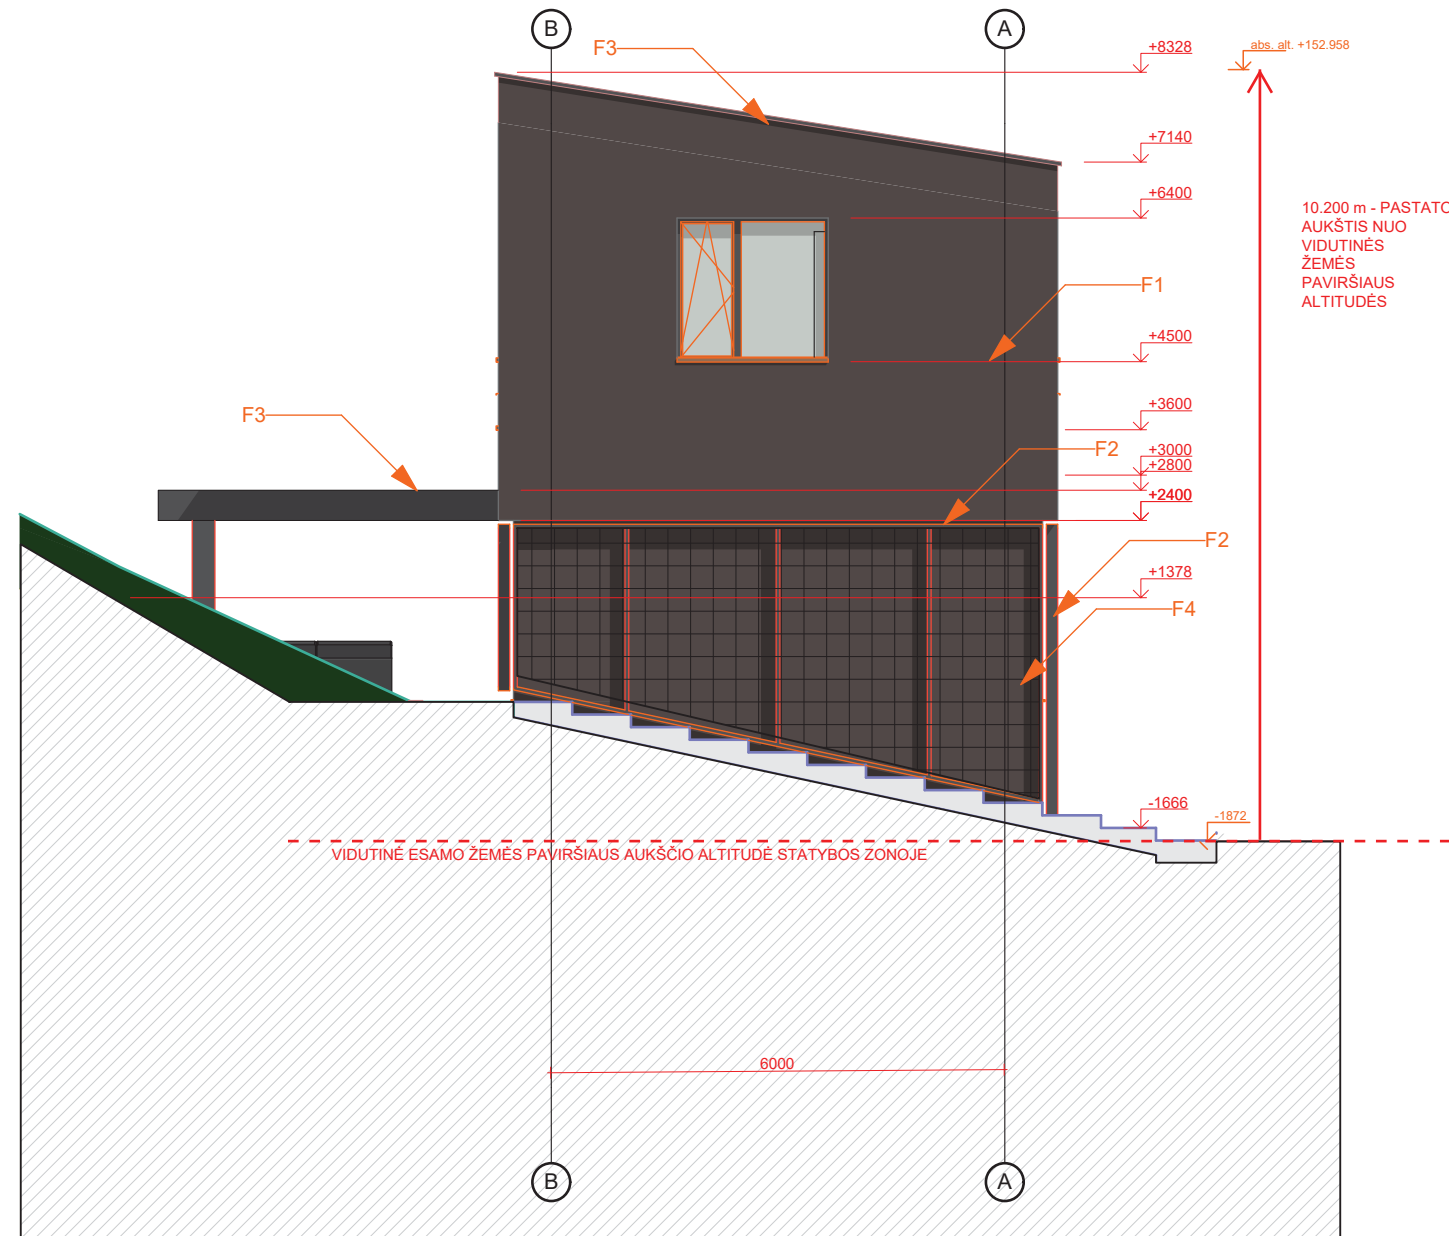 B
A
F3
+8328
abs. alt. +152.958
+7140
+6400
10.200 m - PASTATO
AUKŠTIS NUO
VIDUTINĖS
ŽEMĖS
PAVIRŠIAUS
ALTITUDĖS
F1
+4500
F3
+3600
F2
+3000
+2800
+2400
F2
+1378
F4
-1666
-1872
VIDUTINĖ ESAMO ŽEMĖS PAVIRŠIAUS AUKŠČIO ALTITUDĖ STATYBOS ZONOJE
6000
B
A